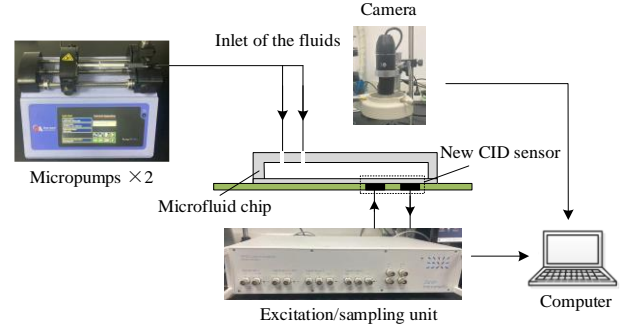 Camera
Inlet of the fluids
New CID sensor
Micropumps ×2
Microfluid chip
Computer
Excitation/sampling unit